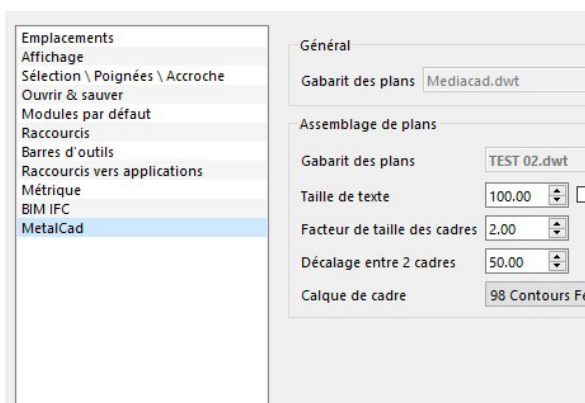 Emplacements
Affichage
Sélection \ Poignées \ Accroche
Ouvrir & sauver
Modules par défaut
Raccourcis
Barres d'outils
Raccourcis vers applications
Métrique
BIM IFC
MetalCad
Général
Gabarit des plans Mediacad.dwt
Assemblage de plans
Gabarit des plans TEST 02.dwt
Taille de texte 100.00
Facteur de taille des cadres 2.00
Décalage entre 2 cadres 50.00
Calque de cadre 98 Contours